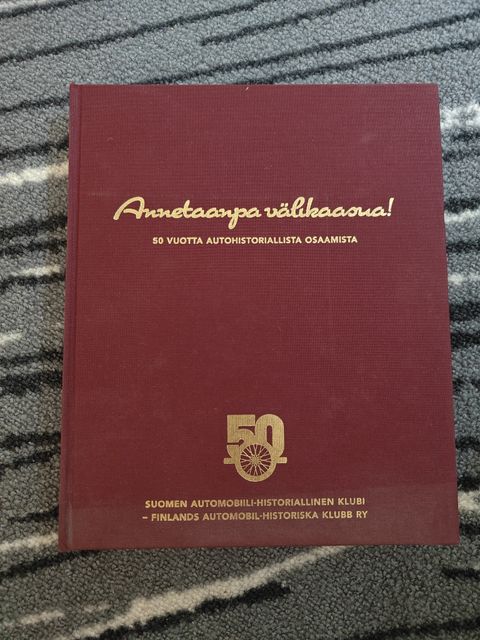 Annetaanpa välikaasua!
50 VUOTTA AUTOHISTORIALLISTA OSAAMISTA
50
SUOMEN AUTOMOBIILI-HISTORIALLINEN KLUBI
– FINLANDS AUTOMOBIL-HISTORISKA KLUBB RY